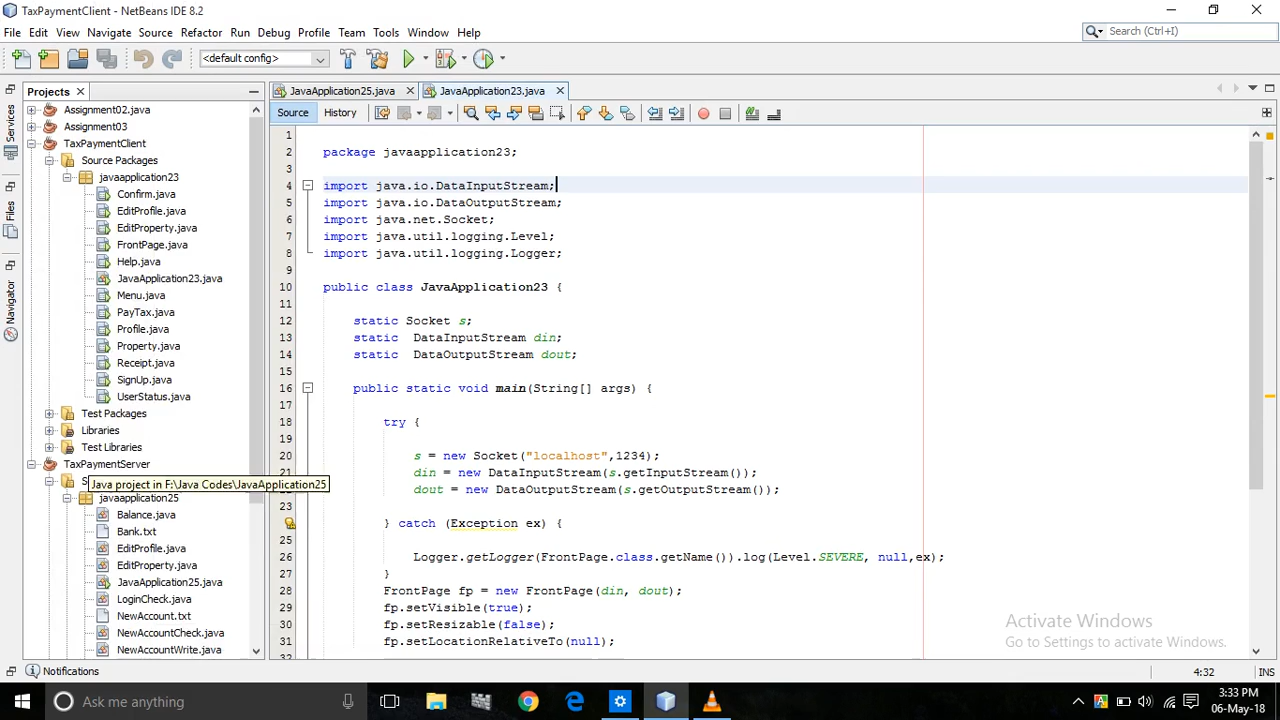 TaxPaymentClient - NetBeans IDE 8.2
File Edit View Navigate Source Refactor Run Debug Profile Team Tools Window Help
Search (Ctrl+I)
<default config>
Projects
JavaApplication25.java
JavaApplication23.java
Source
History
Services
Files
Navigator
Assignment02.java
Assignment03
TaxPaymentClient
Source Packages
javaapplication23
Confirm.java
EditProfile.java
EditProperty.java
FrontPage.java
Help.java
JavaApplication23.java
Menu.java
PayTax.java
Profile.java
Property.java
Receipt.java
SignUp.java
UserStatus.java
Test Packages
Libraries
Test Libraries
TaxPaymentServer
S
Java project in F:\Java Codes\JavaApplication25
javaapplication25
Balance.java
Bank.txt
EditProfile.java
EditProperty.java
JavaApplication25.java
LoginCheck.java
NewAccount.txt
NewAccountCheck.java
NewAccountWrite.java
1
2 package javaapplication23;
3
4 import java.io.DataInputStream;
5 import java.io.DataOutputStream;
6 import java.net.Socket;
7 import java.util.logging.Level;
8 import java.util.logging.Logger;
9
10 public class JavaApplication23 {
11
12 static Socket s;
13 static DataInputStream din;
14 static DataOutputStream dout;
15
16 public static void main(String[] args) {
17
18 try {
19
20 s = new Socket("localhost",1234);
21 din = new DataInputStream(s.getInputStream());
22 dout = new DataOutputStream(s.getOutputStream());
23
} catch (Exception ex) {
25
26 Logger.getLogger(FrontPage.class.getName()).log(Level.SEVERE, null,ex);
27 }
28 FrontPage fp = new FrontPage(din, dout);
29 fp.setVisible(true);
30 fp.setResizable(false);
31 fp.setLocationRelativeTo(null);
32
Activate Windows
Go to Settings to activate Windows.
Notifications
4:32
INS
Ask me anything
3:33 PM
06-May-18